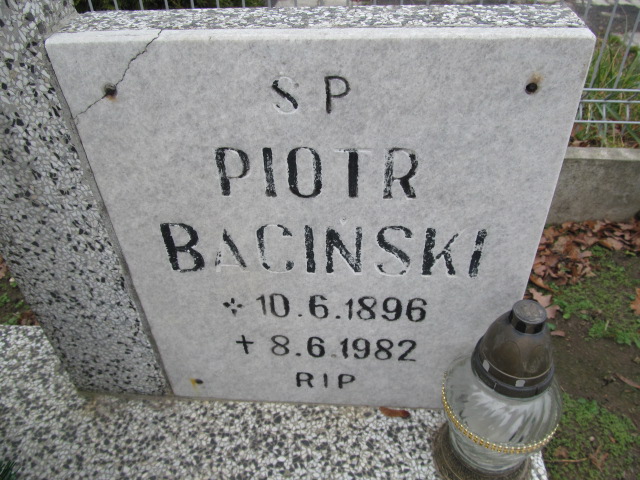 SP
PIOTR
BACINSKI
* 10.6.1896
+ 8.6.1982
RIP